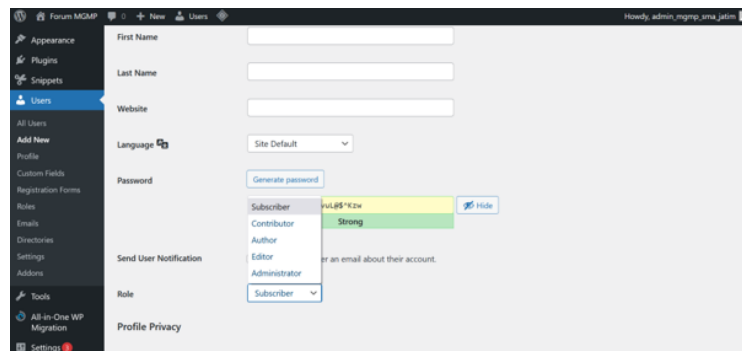 Forum MGMP 0 + New Users
Howdy, admin_mgmp_sma_jatim
Appearance
Plugins
Snippets
Users
All Users
Add New
Profile
Custom Fields
Registration Forms
Roles
Emails
Directories
Settings
Addons
Tools
All-in-One WP
Migration
Settings
First Name
Last Name
Website
Language
Site Default
Password
Generate password
Hide
Strong
Subscriber
Contributor
Author
Editor
Administrator
Send User Notification
er an email about their account.
Role
Subscriber
Profile Privacy